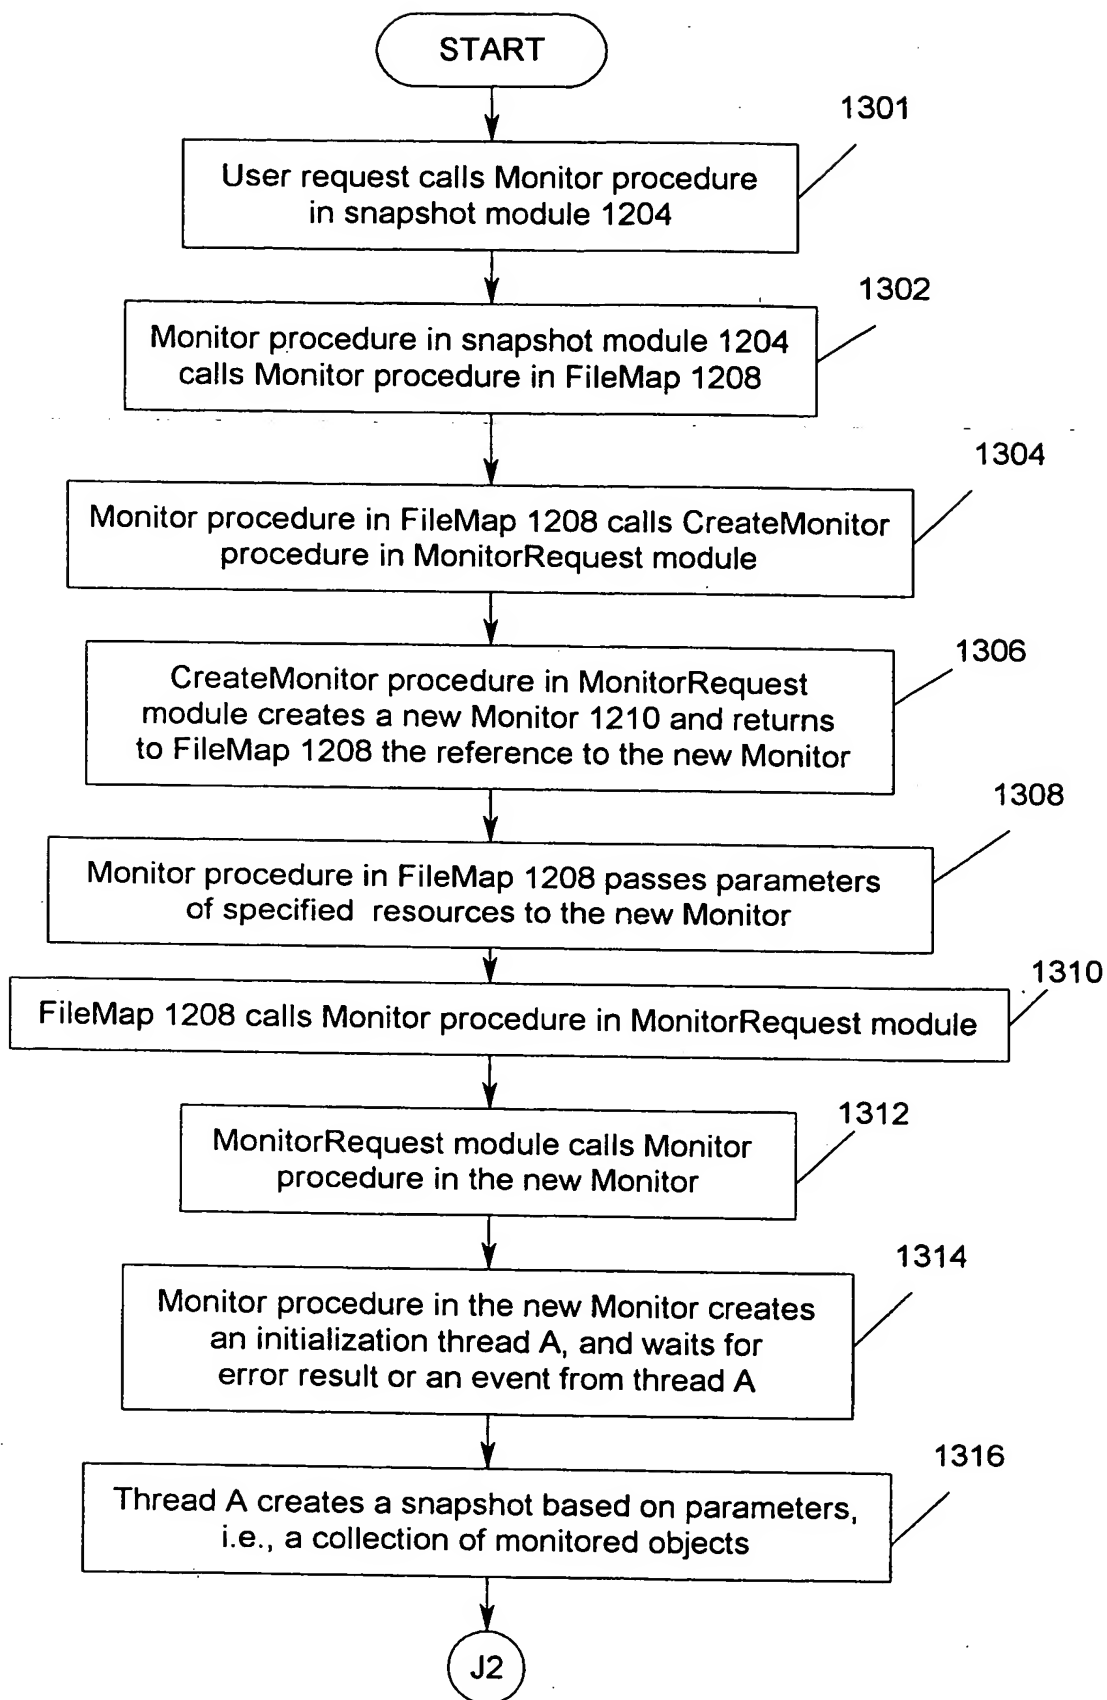 START
1301
User request calls Monitor procedure
in snapshot module 1204
1302
Monitor procedure in snapshot module 1204
calls Monitor procedure in FileMap 1208
1304
Monitor procedure in FileMap 1208 calls CreateMonitor
procedure in MonitorRequest module
1306
CreateMonitor procedure in MonitorRequest
module creates a new Monitor 1210 and returns
to FileMap 1208 the reference to the new Monitor
1308
Monitor procedure in FileMap 1208 passes parameters
of specified resources to the new Monitor
1310
FileMap 1208 calls Monitor procedure in MonitorRequest module
1312
MonitorRequest module calls Monitor
procedure in the new Monitor
1314
Monitor procedure in the new Monitor creates
an initialization thread A, and waits for
error result or an event from thread A
1316
Thread A creates a snapshot based on parameters,
i.e., a collection of monitored objects
J2